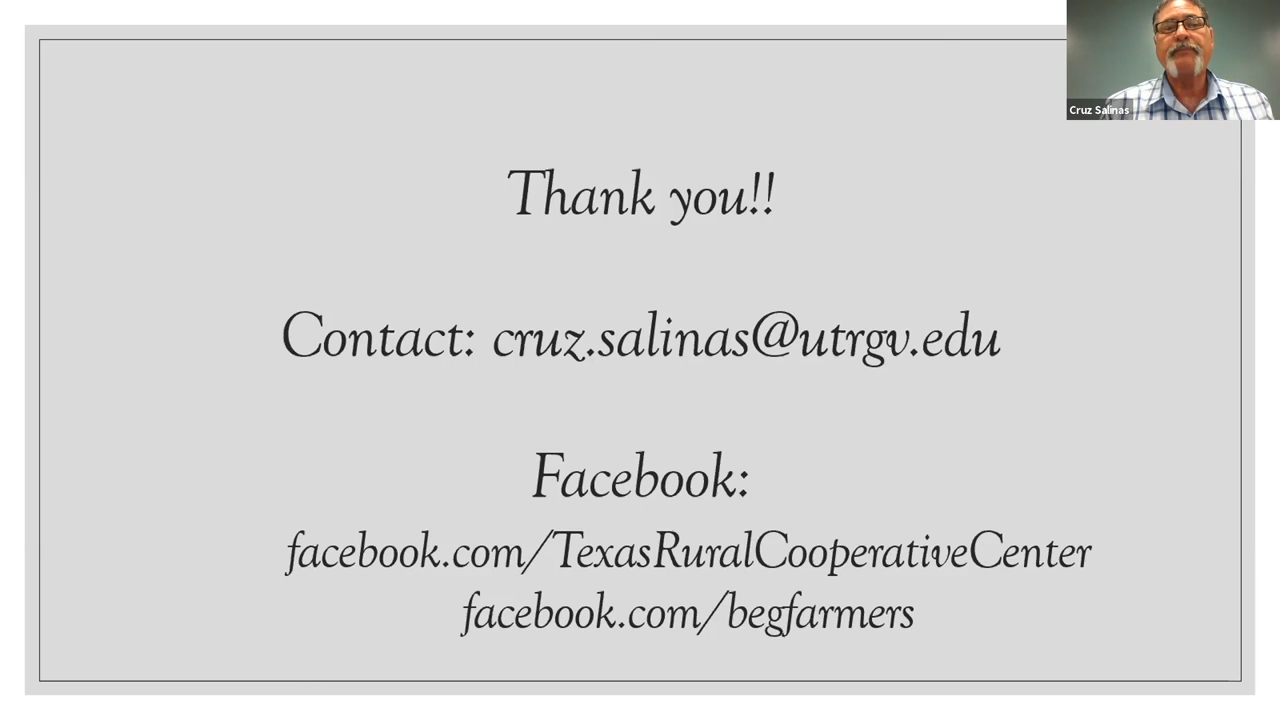 Cruz Salinas
Thank you!!
Contact: cruz.salinas@utrgv.edu
Facebook:
facebook.com/TexasRuralCooperativeCenter
facebook.com/begfarmers